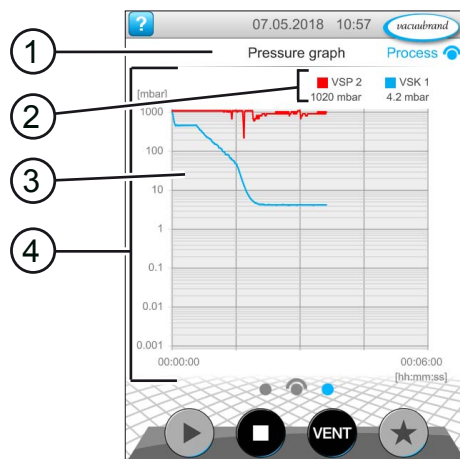 ? 07.05.2018 10:57 vacuubrand
1 Pressure graph Process
2 VSP 2 VSK 1
1020 mbar 4.2 mbar
[mbar]
1000
100
3
10
4
1
0.1
0.01
0.001
00:00:00 00:06:00
[hh:mm:ss]
VENT